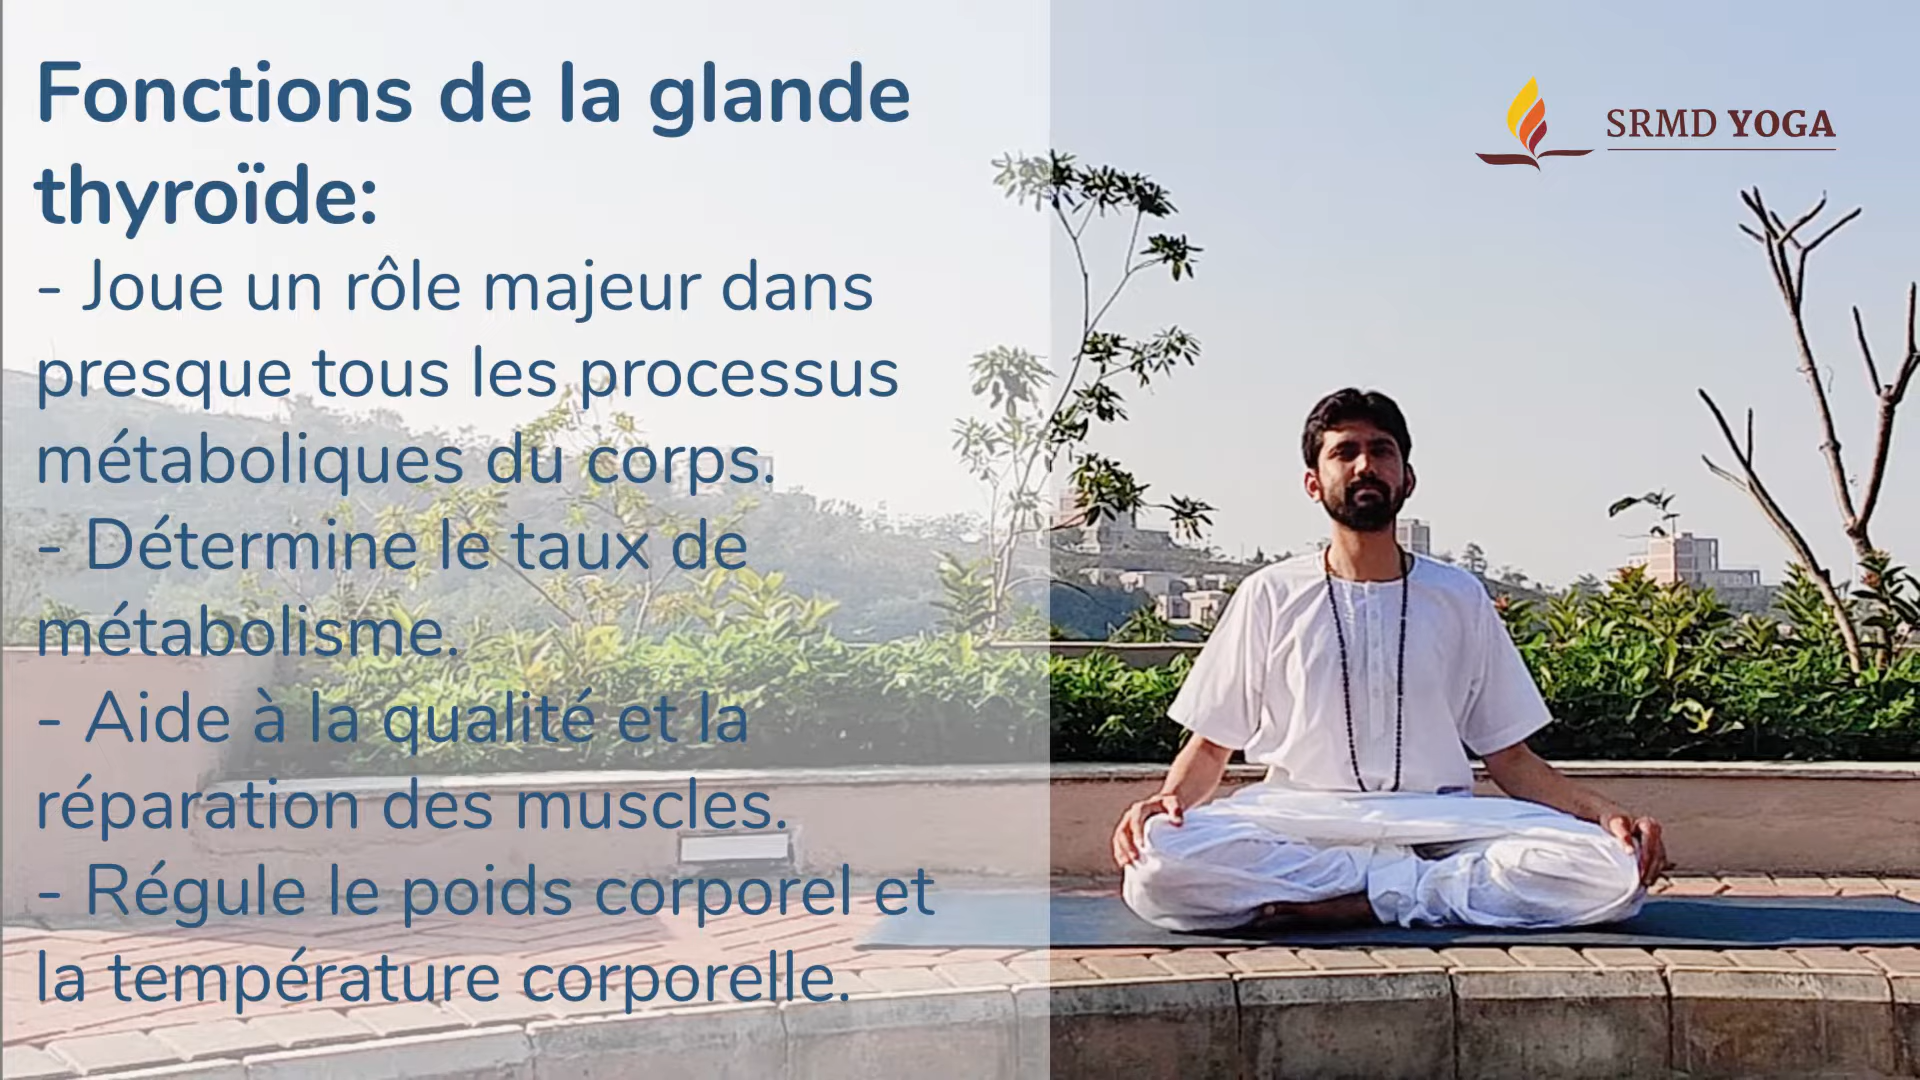 Fonctions de la glande
thyroïde:
- Joue un rôle majeur dans
presque tous les processus
métaboliques du corps.
- Détermine le taux de
métabolisme.
- Aide à la qualité et la
réparation des muscles.
- Régule le poids corporel et
la température corporelle.
SRMD YOGA